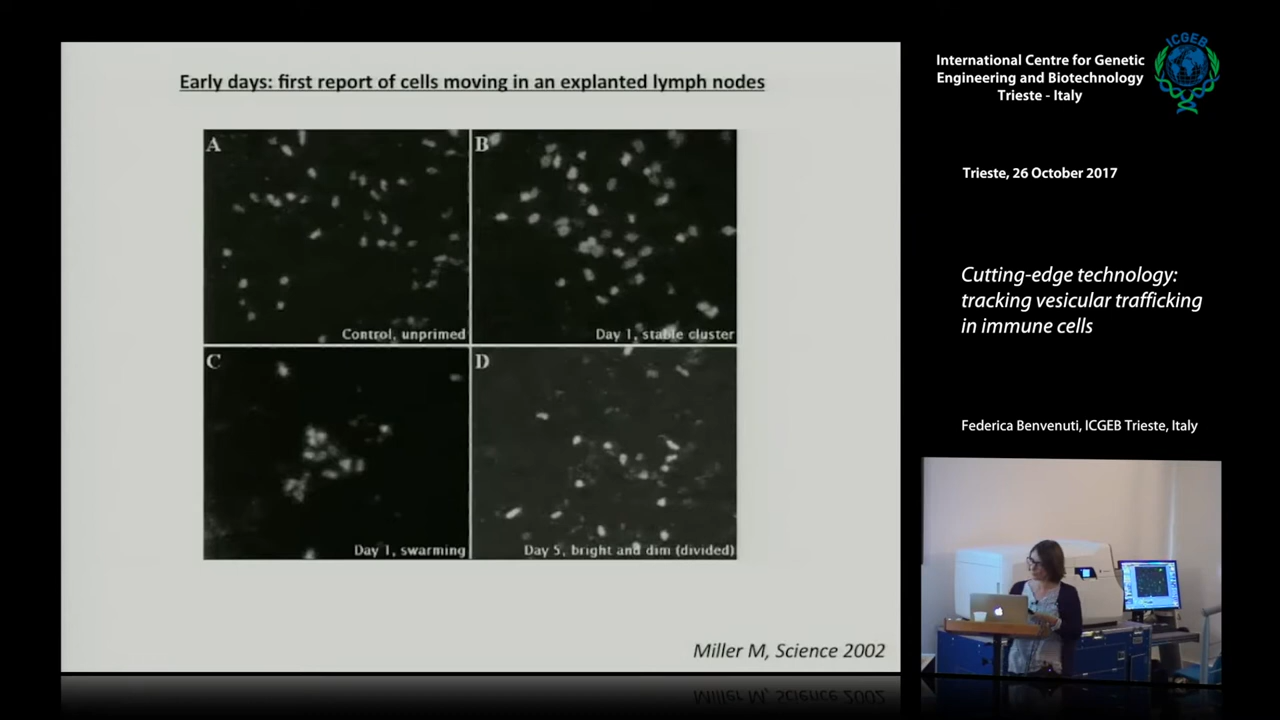 Early days: first report of cells moving in an explanted lymph nodes
A
Control, unprimed
B
Day 1, stable cluster
C
Day 1, swarming
D
Day 5, bright and dim (divided)
Miller M, Science 2002
International Centre for Genetic
Engineering and Biotechnology
Trieste - Italy
ICGEB
Trieste, 26 October 2017
Cutting-edge technology:
tracking vesicular trafficking
in immune cells
Federica Benvenuti, ICGEB Trieste, Italy